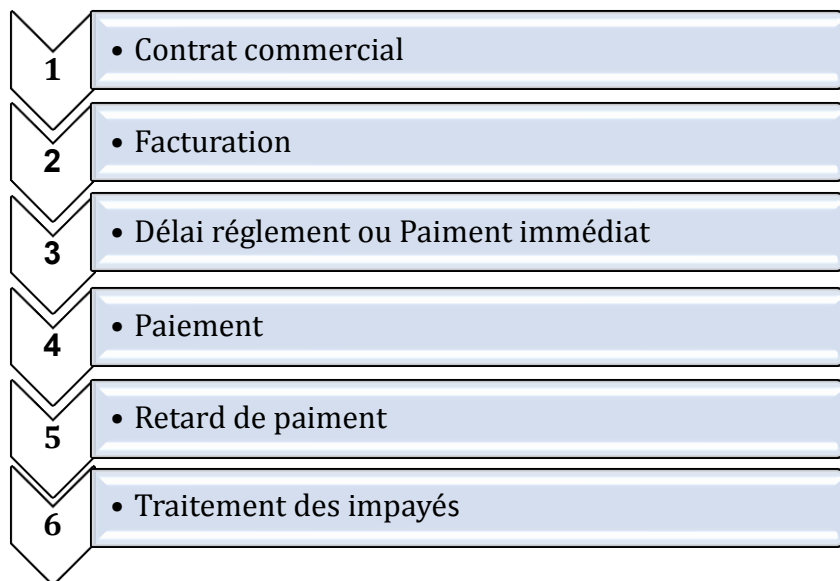 1 • Contrat commercial
2 • Facturation
3 • Délai réglement ou Paiment immédiat
4 • Paiement
5 • Retard de paiment
6 • Traitement des impayés